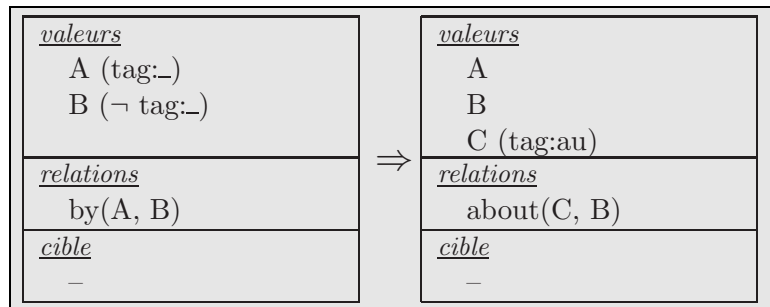 valeurs
A (tag:_)
B (¬ tag:_)
relations
by(A, B)
cible
–
⇒
valeurs
A
B
C (tag:au)
relations
about(C, B)
cible
–